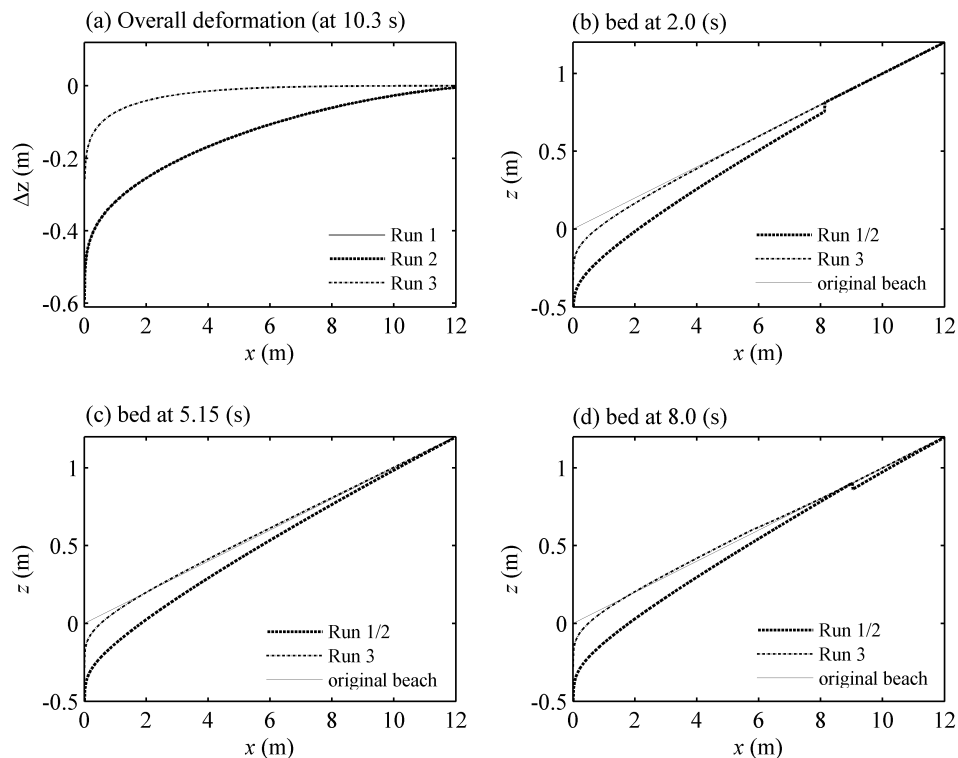 (a) Overall deformation (at 10.3 s)
0
-0.2
-0.4
-0.6
Δz (m)
Run 1
Run 2
Run 3
0 2 4 6 8 10 12
x (m)
(b) bed at 2.0 (s)
1
0.5
0
-0.5
z (m)
Run 1/2
Run 3
original beach
0 2 4 6 8 10 12
x (m)
(c) bed at 5.15 (s)
1
0.5
0
-0.5
z (m)
Run 1/2
Run 3
original beach
0 2 4 6 8 10 12
x (m)
(d) bed at 8.0 (s)
1
0.5
0
-0.5
z (m)
Run 1/2
Run 3
original beach
0 2 4 6 8 10 12
x (m)